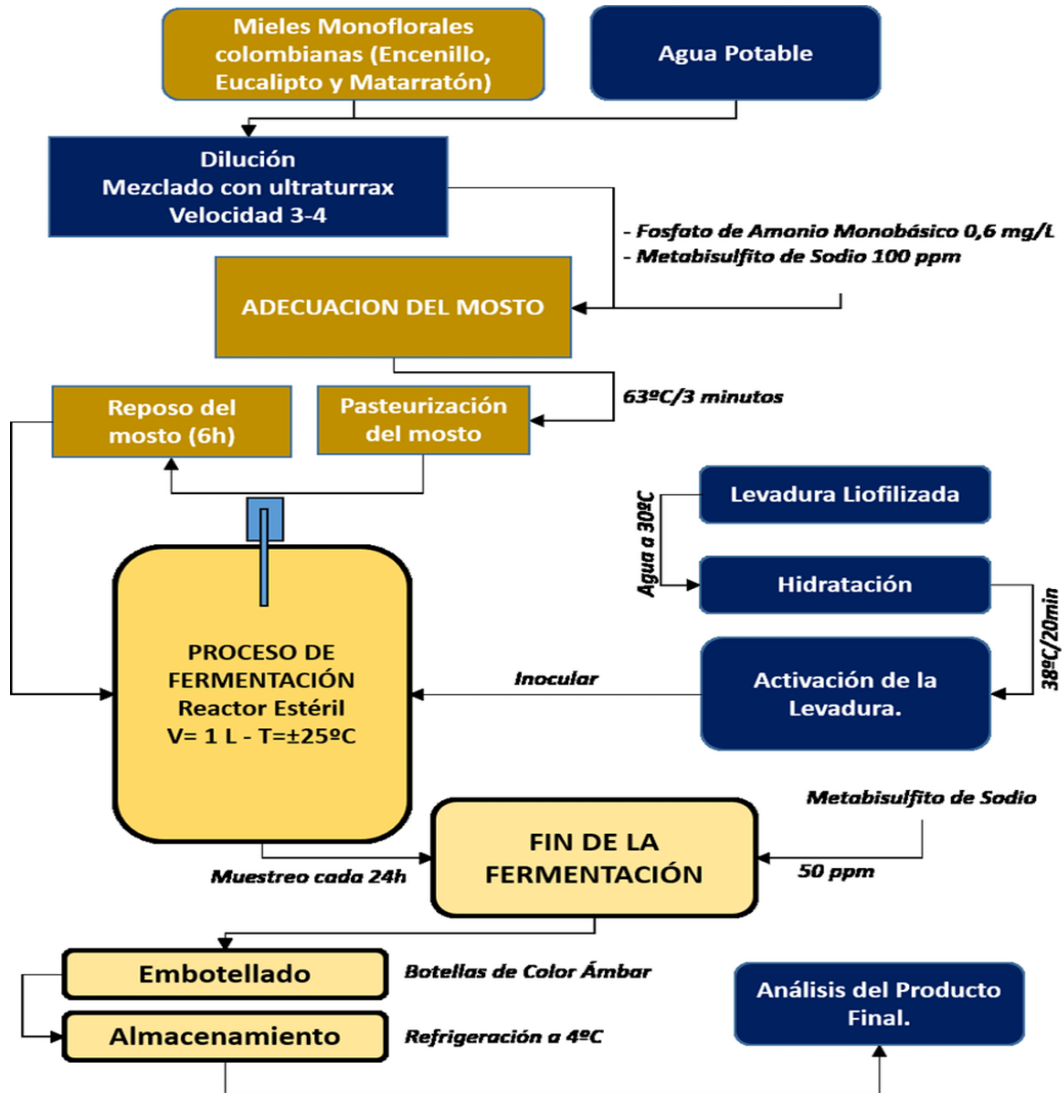 Mieles Monoflorales
colombianas (Encenillo,
Eucalipto y Matarratón)
Agua Potable
Dilución
Mezclado con ultraturrax
Velocidad 3-4
- Fosfato de Amonio Monobásico 0,6 mg/L
- Metabisulfito de Sodio 100 ppm
ADECUACION DEL MOSTO
63ºC/3 minutos
Pasteurización
del mosto
Reposo del
mosto (6h)
Levadura Liofilizada
Agua a 30ºC
Hidratación
38ºC/20min
Activación de la
Levadura.
Inocular
PROCESO DE
FERMENTACIÓN
Reactor Estéril
V= 1 L - T=±25ºC
Muestreo cada 24h
FIN DE LA
FERMENTACIÓN
Metabisulfito de Sodio
50 ppm
Embotellado
Botellas de Color Ámbar
Almacenamiento
Refrigeración a 4ºC
Análisis del Producto
Final.